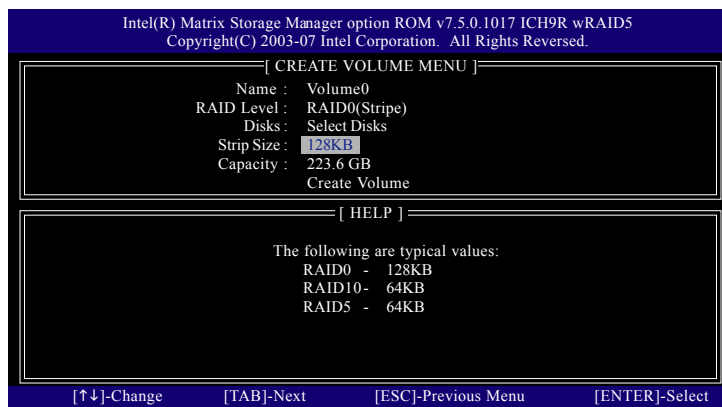 Intel(R) Matrix Storage Manager option ROM v7.5.0.1017 ICH9R wRAID5
Copyright(C) 2003-07 Intel Corporation. All Rights Reversed.
[ CREATE VOLUME MENU ]
Name : Volume0
RAID Level : RAID0(Stripe)
Disks : Select Disks
Strip Size : 128KB
Capacity : 223.6 GB
Create Volume
[ HELP ]
The following are typical values:
RAID0 - 128KB
RAID10- 64KB
RAID5 - 64KB
[↑↓]-Change [TAB]-Next [ESC]-Previous Menu [ENTER]-Select